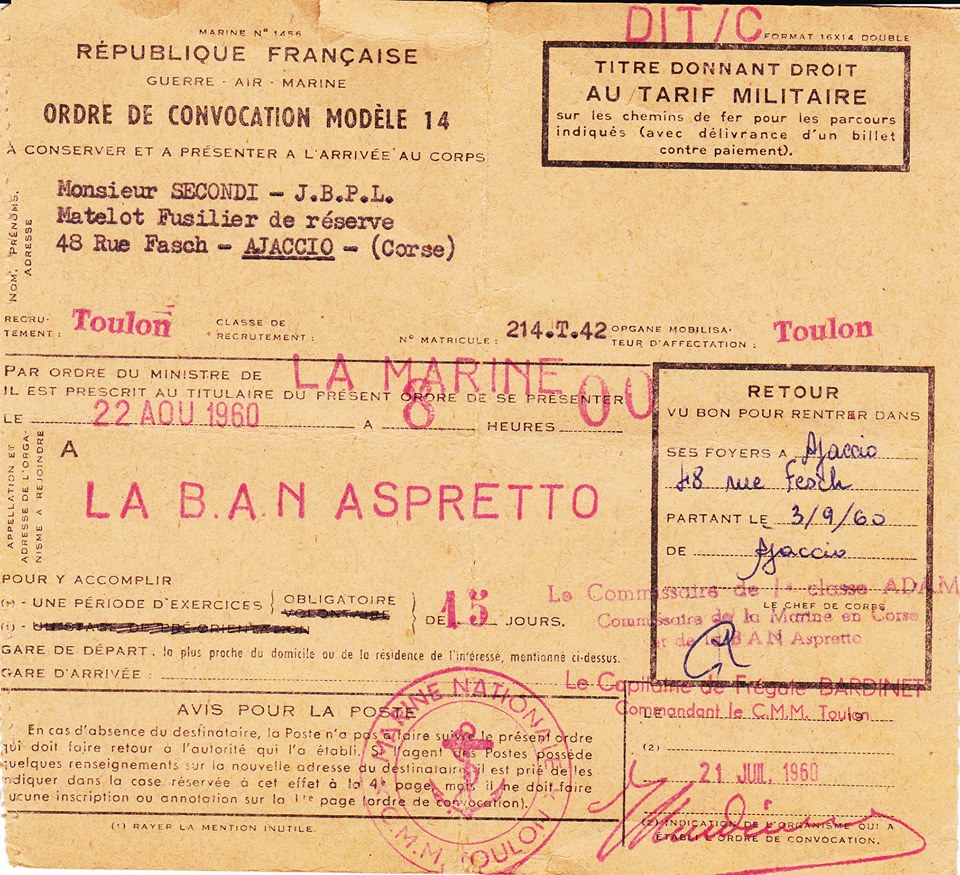 MARINE N° 1456
RÉPUBLIQUE FRANÇAISE
GUERRE - AIR - MARINE
ORDRE DE CONVOCATION MODÈLE 14
A CONSERVER ET A PRÉSENTER A L'ARRIVÉE AU CORPS
DIT/C
FORMAT 16X14 DOUBLE
TITRE DONNANT DROIT
AU TARIF MILITAIRE
sur les chemins de fer pour les parcours
indiqués (avec délivrance d'un billet
contre paiement).
NOM, PRÉNOMS,
ADRESSE
Monsieur SECONDI - J.B.P.L.
Matelot Fusilier de réserve
48 Rue Fasch - AJACCIO - (Corse)
RECRU-
TEMENT : Toulon
CLASSE DE
RECRUTEMENT :
N° MATRICULE : 214.T.42
ORGANE MOBILISA-
TEUR D'AFFECTATION : Toulon
PAR ORDRE DU MINISTRE DE LA MARINE
IL EST PRESCRIT AU TITULAIRE DU PRÉSENT ORDRE DE SE PRÉSENTER
LE 22 AOU 1960 A 8 HEURES 00
APPELLATION ET
ADRESSE DE L'ORGA-
NISME A REJOINDRE
A
LA B.A.N ASPRETTO
POUR Y ACCOMPLIR
(1) - UNE PÉRIODE D'EXERCICES OBLIGATOIRE
VOLONTAIRE
DE 15 JOURS.
GARE DE DÉPART : la plus proche du domicile ou de la résidence de l'intéresse, mentionné ci-dessus.
GARE D'ARRIVÉE :
RETOUR
VU BON POUR RENTRER DANS
SES FOYERS A Ajaccio
48 rue Fesch
PARTANT LE 3/9/60
DE Ajaccio
LE CHEF DE CORPS
Le Commissaire de 1e classe ADAM
Commissaire de la Marine en Corse
et de la BAN Aspretto
Le Capitaine de Frégate BARDINET
Commandant le C.M.M. Toulon
LE 19
(2)
21 JUIL 1960
(2) INDICATION DE L'ORGANISME QUI A
ÉTABLI L'ORDRE DE CONVOCATION.
AVIS POUR LA POSTE
En cas d'absence du destinataire, la Poste n'a pas à faire suivre le présent ordre
qui doit faire retour à l'autorité qui l'a établi. Si l'agent des Postes possède
quelques renseignements sur la nouvelle adresse du destinataire il est prié de les
indiquer dans la case réservée à cet effet à la 4e page, mais il ne doit faire
aucune inscription ou annotation sur la 1re page (ordre de convocation).
(1) RAYER LA MENTION INUTILE.
MARINE NATIONALE
C.M.M. TOULON